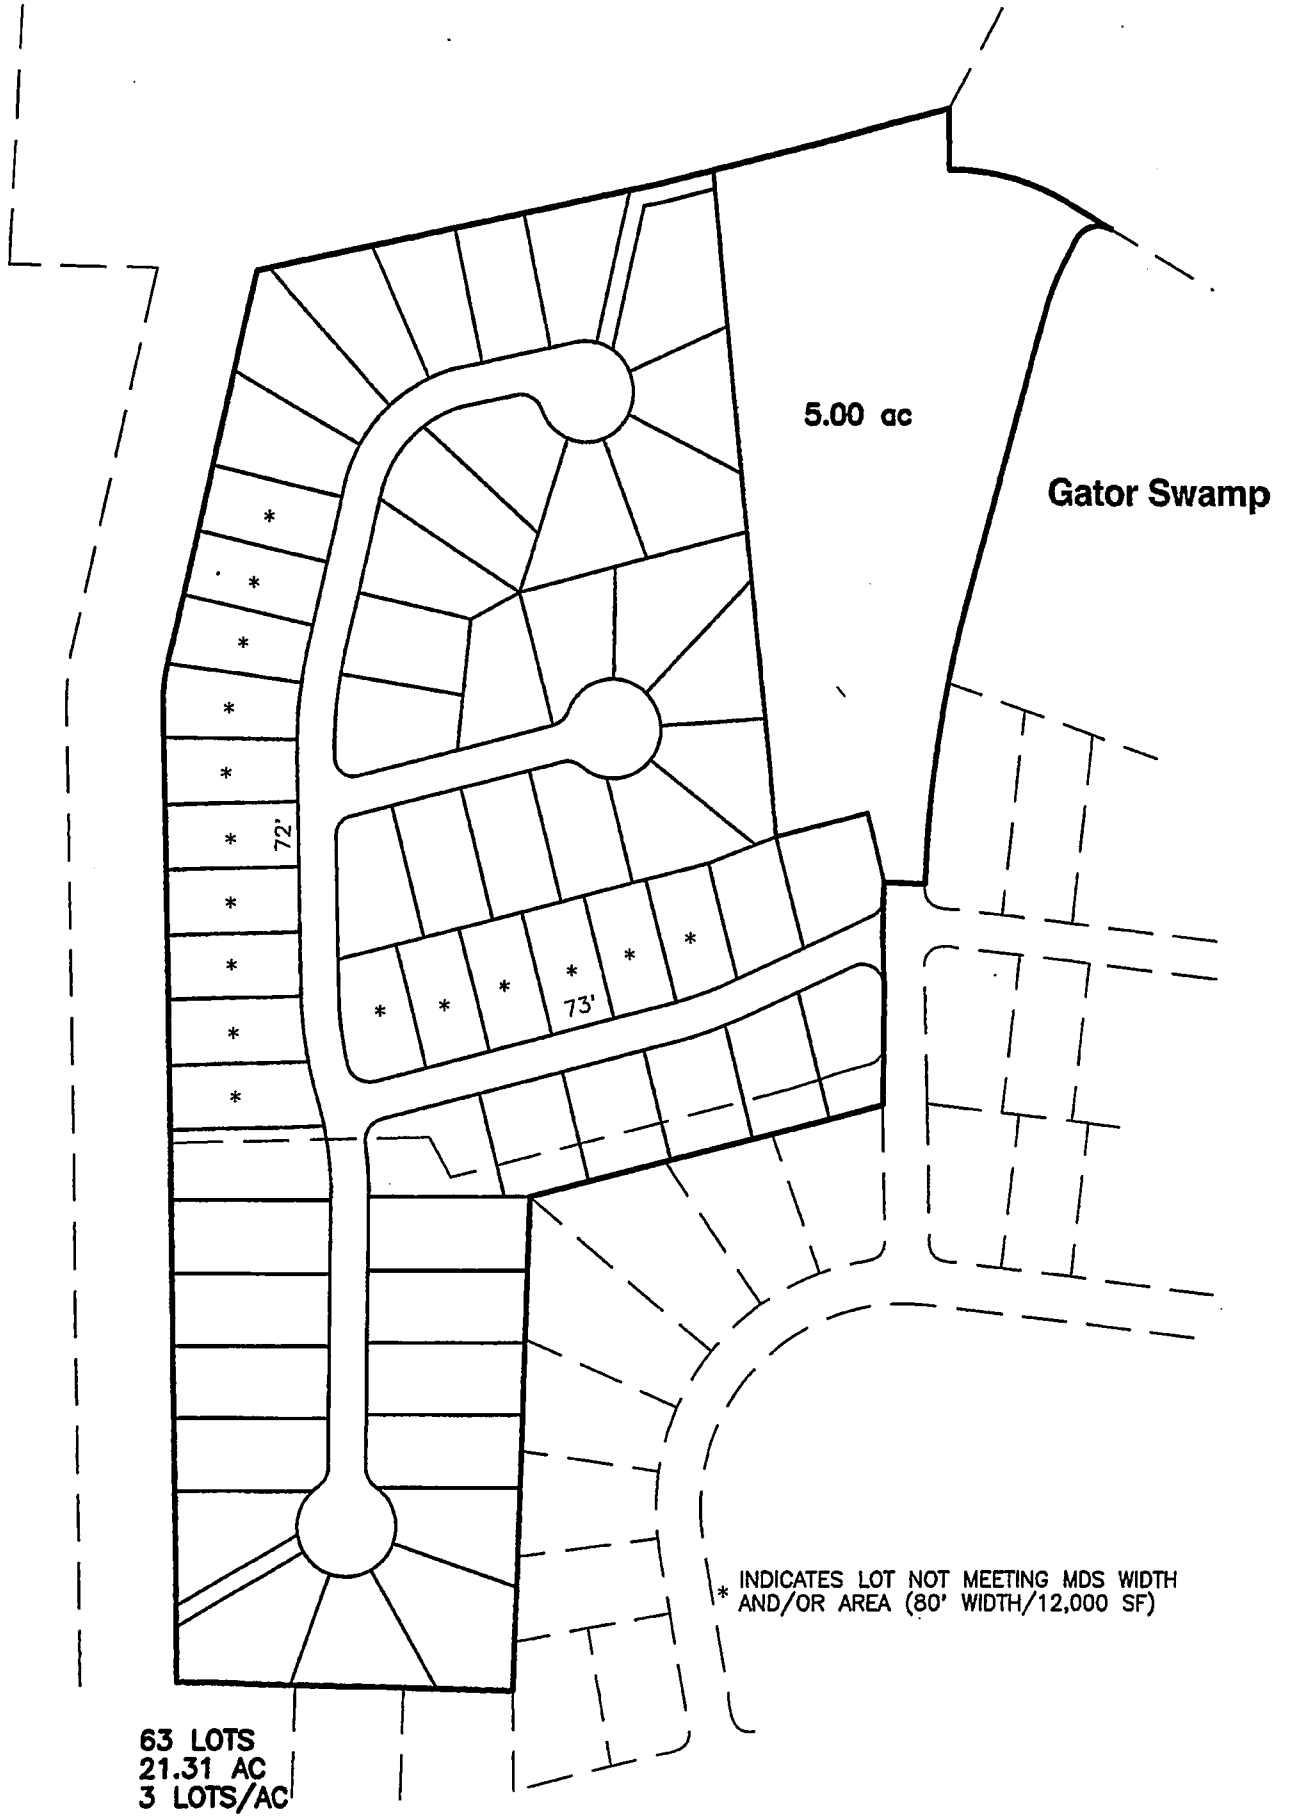 5.00 ac
Gator Swamp
*
*
*
*
*
*
72'
*
*
*
*
*
*
*
*
*
*
73'
* INDICATES LOT NOT MEETING MDS WIDTH
AND/OR AREA (80' WIDTH/12,000 SF)
63 LOTS
21.31 AC
3 LOTS/AC